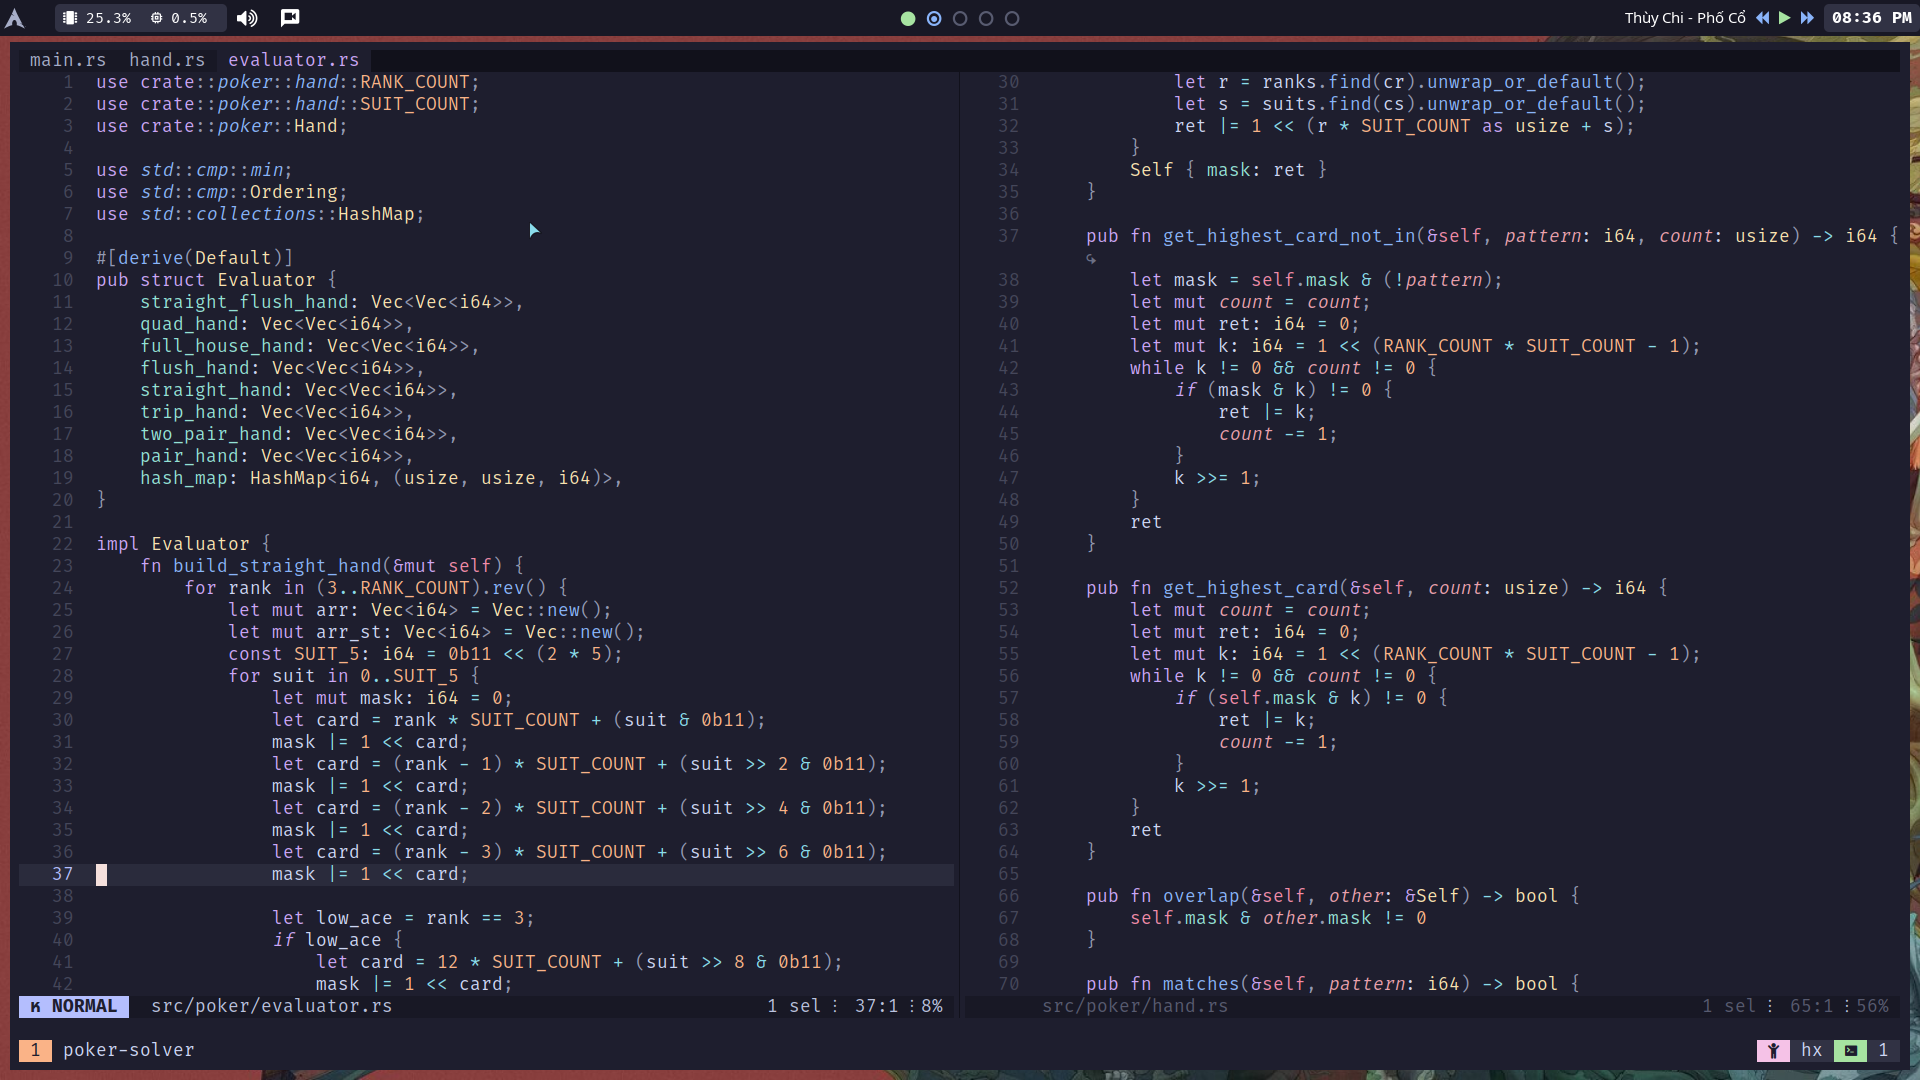 25.3% 0.5%
Thùy Chi - Phố Cổ
08:36 PM
main.rs hand.rs evaluator.rs
1 use crate::poker::hand::RANK_COUNT;
2 use crate::poker::hand::SUIT_COUNT;
3 use crate::poker::Hand;
4
5 use std::cmp::min;
6 use std::cmp::Ordering;
7 use std::collections::HashMap;
8
9 #[derive(Default)]
10 pub struct Evaluator {
11     straight_flush_hand: Vec<Vec<i64>>,
12     quad_hand: Vec<Vec<i64>>,
13     full_house_hand: Vec<Vec<i64>>,
14     flush_hand: Vec<Vec<i64>>,
15     straight_hand: Vec<Vec<i64>>,
16     trip_hand: Vec<Vec<i64>>,
17     two_pair_hand: Vec<Vec<i64>>,
18     pair_hand: Vec<Vec<i64>>,
19     hash_map: HashMap<i64, (usize, usize, i64)>,
20 }
21
22 impl Evaluator {
23     fn build_straight_hand(&mut self) {
24         for rank in (3..RANK_COUNT).rev() {
25             let mut arr: Vec<i64> = Vec::new();
26             let mut arr_st: Vec<i64> = Vec::new();
27             const SUIT_5: i64 = 0b11 << (2 * 5);
28             for suit in 0..SUIT_5 {
29                 let mut mask: i64 = 0;
30                 let card = rank * SUIT_COUNT + (suit & 0b11);
31                 mask |= 1 << card;
32                 let card = (rank - 1) * SUIT_COUNT + (suit >> 2 & 0b11);
33                 mask |= 1 << card;
34                 let card = (rank - 2) * SUIT_COUNT + (suit >> 4 & 0b11);
35                 mask |= 1 << card;
36                 let card = (rank - 3) * SUIT_COUNT + (suit >> 6 & 0b11);
37                 mask |= 1 << card;
38
39                 let low_ace = rank == 3;
40                 if low_ace {
41                     let card = 12 * SUIT_COUNT + (suit >> 8 & 0b11);
42                     mask |= 1 << card;
NORMAL src/poker/evaluator.rs 1 sel 37:1 8%
30             let r = ranks.find(cr).unwrap_or_default();
31             let s = suits.find(cs).unwrap_or_default();
32             ret |= 1 << (r * SUIT_COUNT as usize + s);
33         }
34         Self { mask: ret }
35     }
36
37     pub fn get_highest_card_not_in(&self, pattern: i64, count: usize) -> i64 {
↪
38         let mask = self.mask & (!pattern);
39         let mut count = count;
40         let mut ret: i64 = 0;
41         let mut k: i64 = 1 << (RANK_COUNT * SUIT_COUNT - 1);
42         while k != 0 && count != 0 {
43             if (mask & k) != 0 {
44                 ret |= k;
45                 count -= 1;
46             }
47             k >>= 1;
48         }
49         ret
50     }
51
52     pub fn get_highest_card(&self, count: usize) -> i64 {
53         let mut count = count;
54         let mut ret: i64 = 0;
55         let mut k: i64 = 1 << (RANK_COUNT * SUIT_COUNT - 1);
56         while k != 0 && count != 0 {
57             if (self.mask & k) != 0 {
58                 ret |= k;
59                 count -= 1;
60             }
61             k >>= 1;
62         }
63         ret
64     }
65
66     pub fn overlap(&self, other: &Self) -> bool {
67         self.mask & other.mask != 0
68     }
69
70     pub fn matches(&self, pattern: i64) -> bool {
src/poker/hand.rs 1 sel 65:1 56%
1 poker-solver
hx 1